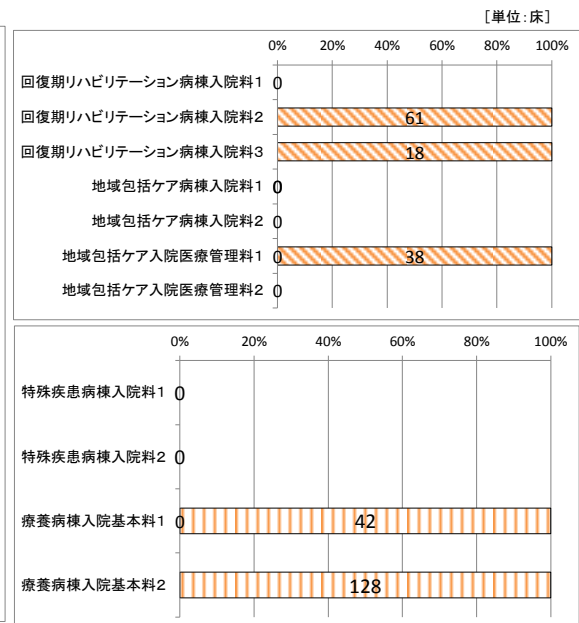 [単位:床]
0% 20% 40% 60% 80% 100%
回復期リハビリテーション病棟入院料1 0
回復期リハビリテーション病棟入院料2 61
回復期リハビリテーション病棟入院料3 18
地域包括ケア病棟入院料1 0
地域包括ケア病棟入院料2 0
地域包括ケア入院医療管理料1 0 38
地域包括ケア入院医療管理料2 0
0% 20% 40% 60% 80% 100%
特殊疾患病棟入院料1 0
特殊疾患病棟入院料2 0
療養病棟入院基本料1 0 42
療養病棟入院基本料2 128